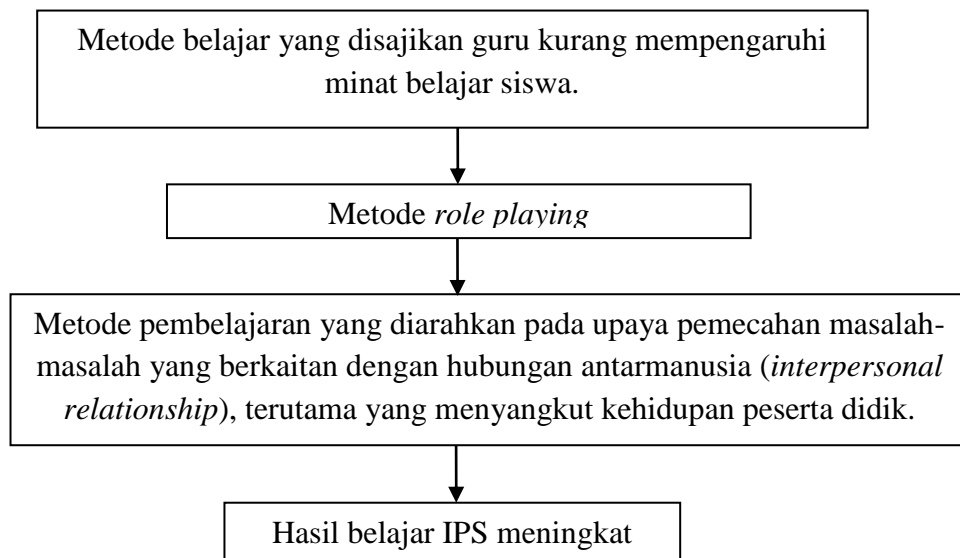 Metode belajar yang disajikan guru kurang mempengaruhi
minat belajar siswa.
Metode role playing
Metode pembelajaran yang diarahkan pada upaya pemecahan masalah-
masalah yang berkaitan dengan hubungan antarmanusia (interpersonal
relationship), terutama yang menyangkut kehidupan peserta didik.
Hasil belajar IPS meningkat